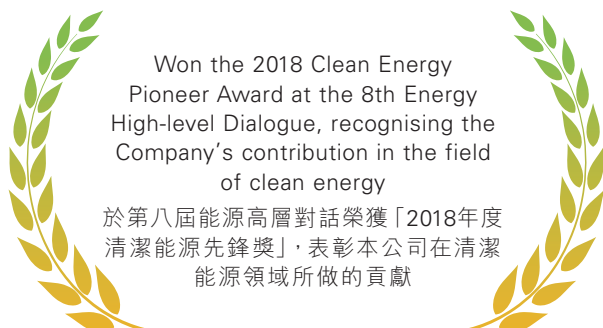 Won the 2018 Clean Energy
Pioneer Award at the 8th Energy
High-level Dialogue, recognising the
Company’s contribution in the field
of clean energy
於第八屆能源高層對話榮獲「2018年度
清潔能源先鋒獎」，表彰本公司在清潔
能源領域所做的貢獻